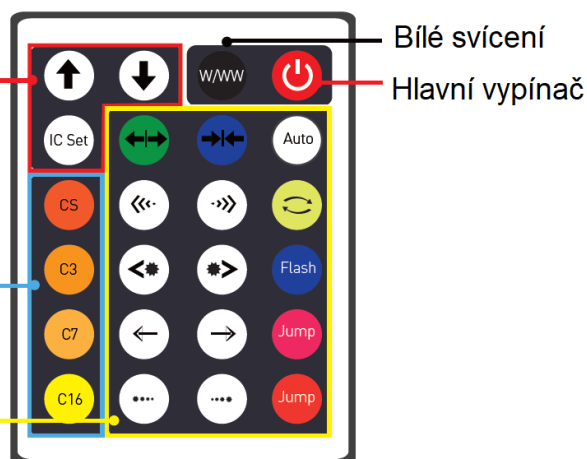 Bílé svícení
W/WW
Hlavní vypínač
IC Set
Auto
CS
C3
Flash
C7
Jump
C16
Jump